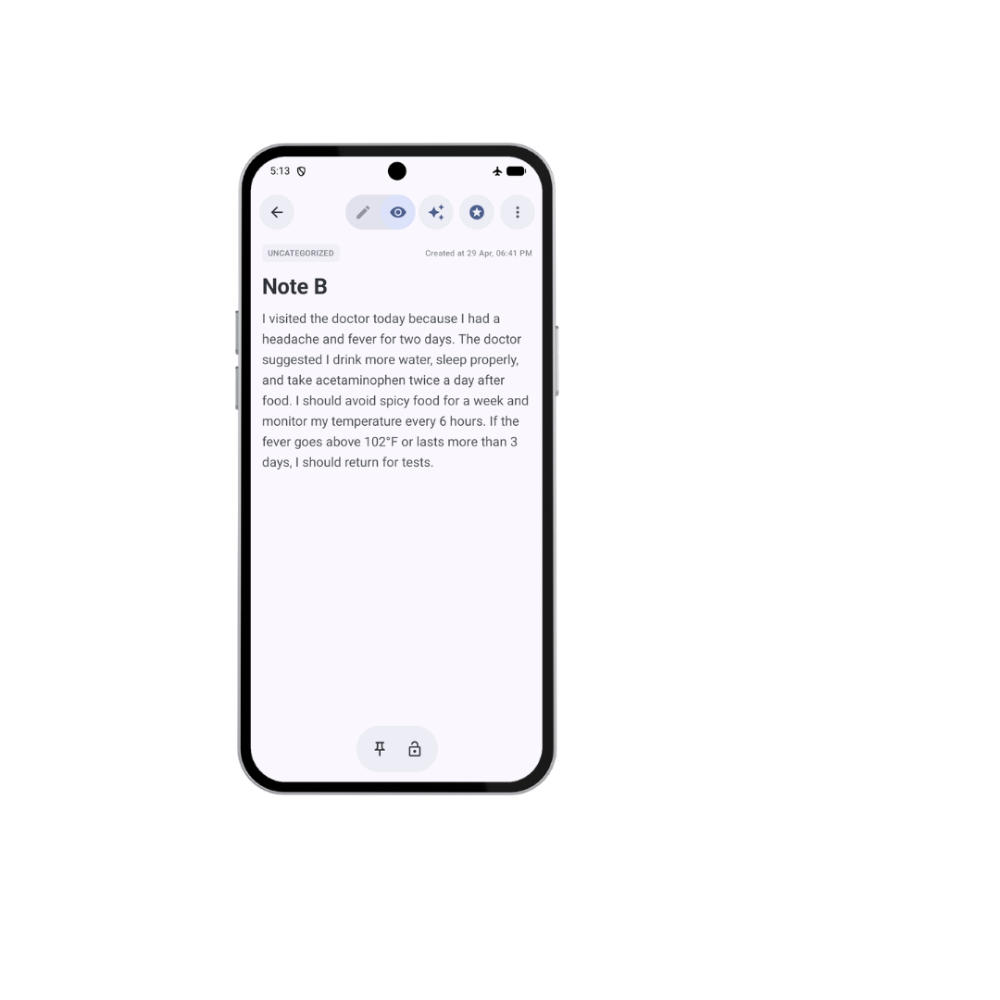 5:13
UNCATEGORIZED
Created at 29 Apr, 06:41 PM
Note B
I visited the doctor today because I had a
headache and fever for two days. The doctor
suggested I drink more water, sleep properly,
and take acetaminophen twice a day after
food. I should avoid spicy food for a week and
monitor my temperature every 6 hours. If the
fever goes above 102°F or lasts more than 3
days, I should return for tests.